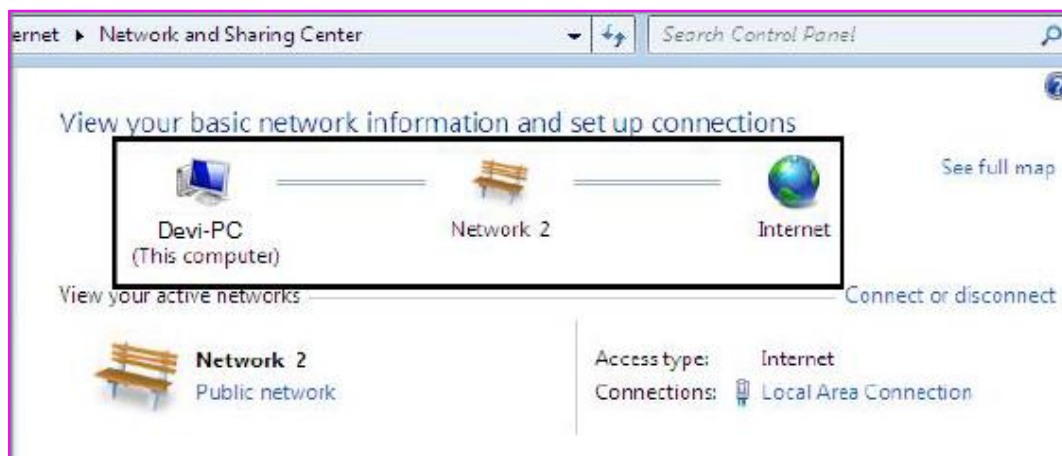 ernet ▸ Network and Sharing Center Search Control Panel
View your basic network information and set up connections
See full map
Devi-PC Network 2 Internet
(This computer)
View your active networks Connect or disconnect
Network 2 Access type: Internet
Public network Connections: Local Area Connection